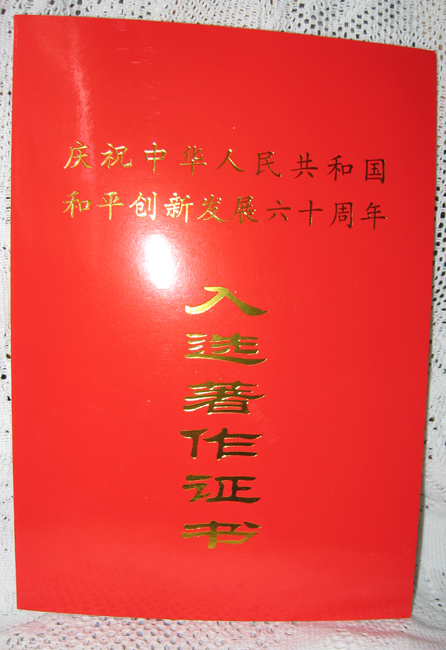 庆祝中华人民共和国
和平创新发展六十周年
入选著作证书